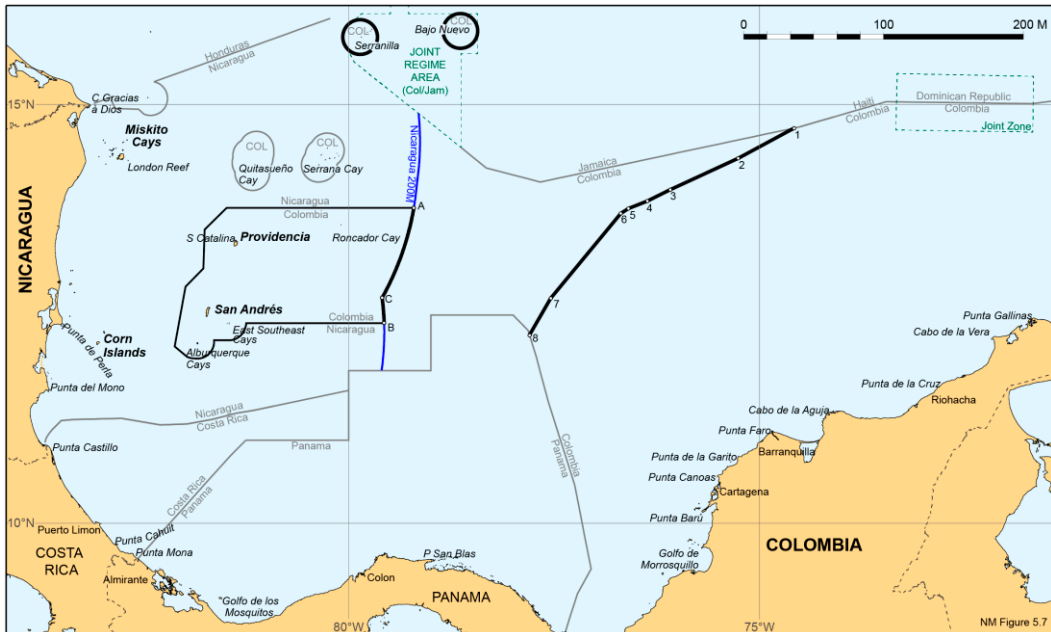 0
100
200 M
COL
Serranilla
COL
Bajo Nuevo
JOINT
REGIME
AREA
(Col/Jam)
Honduras
Nicaragua
C Gracias
à Dios
15°N
Dominican Republic
Colombia
Joint Zone
Haiti
Colombia
Jamaica
Colombia
Miskito
Cays
London Reef
COL
Quitasueño
Cay
COL
Serrana Cay
Nicaragua 200M
1
2
3
4
5
6
7
8
Nicaragua
Colombia
A
NICARAGUA
S Catalina
Providencia
Roncador Cay
San Andrés
C
Colombia
Nicaragua
B
East Southeast
Cays
Alburquerque
Cays
Corn
Islands
Punta de Perla
Punta del Mono
Nicaragua
Costa Rica
Punta Castillo
Panama
Costa Rica
Panama
Colombia
Panama
Punta Gallinas
Cabo de la Vera
Punta de la Cruz
Riohacha
Cabo de la Aguja
Punta Faro
Barranquilla
Punta de la Garito
Punta Canoas
Cartagena
Punta Barú
Golfo de
Morrosquillo
COLOMBIA
10°N
Puerto Limon
Punta Cahuit
Punta Mona
COSTA
RICA
Almirante
"Golfo de los
Mosquitos
P San Blas
Colon
PANAMA
80°W
75°W
NM Figure 5.7